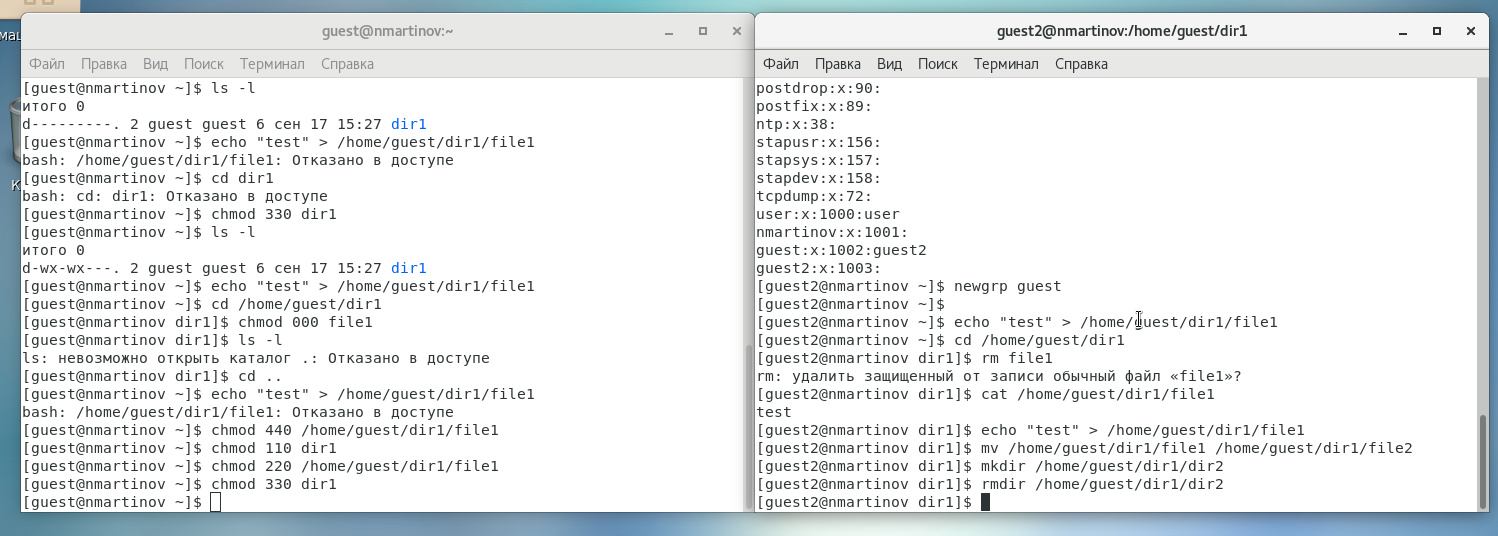 guest@nmartinov:~
Файл Правка Вид Поиск Терминал Справка
[guest@nmartinov ~]$ ls -l
итого 0
d---------. 2 guest guest 6 сен 17 15:27 dir1
[guest@nmartinov ~]$ echo "test" > /home/guest/dir1/file1
bash: /home/guest/dir1/file1: Отказано в доступе
[guest@nmartinov ~]$ cd dir1
bash: cd: dir1: Отказано в доступе
[guest@nmartinov ~]$ chmod 330 dir1
[guest@nmartinov ~]$ ls -l
итого 0
d-wx-wx---. 2 guest guest 6 сен 17 15:27 dir1
[guest@nmartinov ~]$ echo "test" > /home/guest/dir1/file1
[guest@nmartinov ~]$ cd /home/guest/dir1
[guest@nmartinov dir1]$ chmod 000 file1
[guest@nmartinov dir1]$ ls -l
ls: невозможно открыть каталог .: Отказано в доступе
[guest@nmartinov dir1]$ cd ..
[guest@nmartinov ~]$ echo "test" > /home/guest/dir1/file1
bash: /home/guest/dir1/file1: Отказано в доступе
[guest@nmartinov ~]$ chmod 440 /home/guest/dir1/file1
[guest@nmartinov ~]$ chmod 110 dir1
[guest@nmartinov ~]$ chmod 220 /home/guest/dir1/file1
[guest@nmartinov ~]$ chmod 330 dir1
[guest@nmartinov ~]$
guest2@nmartinov:/home/guest/dir1
Файл Правка Вид Поиск Терминал Справка
postdrop:x:90:
postfix:x:89:
ntp:x:38:
stapusr:x:156:
stapsys:x:157:
stapdev:x:158:
tcpdump:x:72:
user:x:1000:user
nmartinov:x:1001:
guest:x:1002:guest2
guest2:x:1003:
[guest2@nmartinov ~]$ newgrp guest
[guest2@nmartinov ~]$
[guest2@nmartinov ~]$ echo "test" > /home/guest/dir1/file1
[guest2@nmartinov ~]$ cd /home/guest/dir1
[guest2@nmartinov dir1]$ rm file1
rm: удалить защищенный от записи обычный файл «file1»?
[guest2@nmartinov dir1]$ cat /home/guest/dir1/file1
test
[guest2@nmartinov dir1]$ echo "test" > /home/guest/dir1/file1
[guest2@nmartinov dir1]$ mv /home/guest/dir1/file1 /home/guest/dir1/file2
[guest2@nmartinov dir1]$ mkdir /home/guest/dir1/dir2
[guest2@nmartinov dir1]$ rmdir /home/guest/dir1/dir2
[guest2@nmartinov dir1]$